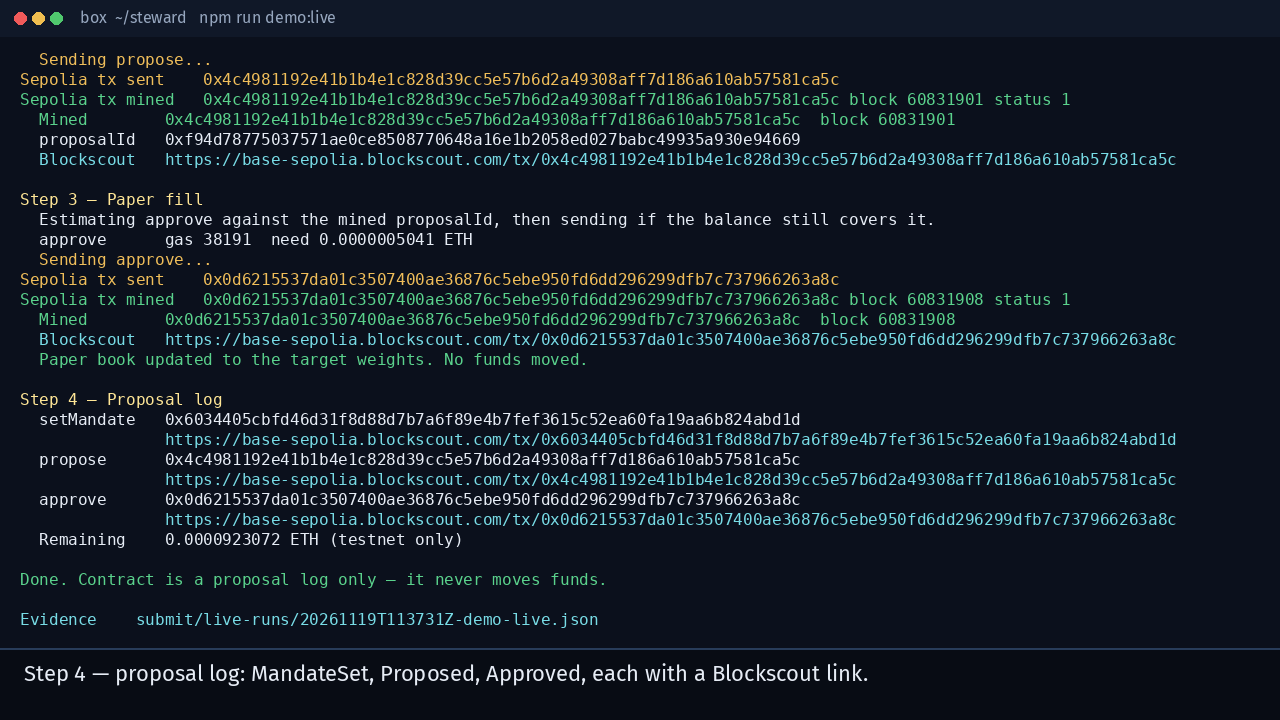 box ~/steward npm run demo:live
Sending propose...
Sepolia tx sent 0x4c4981192e41b1b4e1c828d39cc5e57b6d2a49308aff7d186a610ab57581ca5c
Sepolia tx mined 0x4c4981192e41b1b4e1c828d39cc5e57b6d2a49308aff7d186a610ab57581ca5c block 60831901 status 1
Mined 0x4c4981192e41b1b4e1c828d39cc5e57b6d2a49308aff7d186a610ab57581ca5c block 60831901
proposalId 0xf94d78775037571ae0ce8508770648a16e1b2058ed027babc49935a930e94669
Blockscout https://base-sepolia.blockscout.com/tx/0x4c4981192e41b1b4e1c828d39cc5e57b6d2a49308aff7d186a610ab57581ca5c
Step 3 — Paper fill
Estimating approve against the mined proposalId, then sending if the balance still covers it.
approve gas 38191 need 0.0000005041 ETH
Sending approve...
Sepolia tx sent 0x0d6215537da01c3507400ae36876c5ebe950fd6dd296299dfb7c737966263a8c
Sepolia tx mined 0x0d6215537da01c3507400ae36876c5ebe950fd6dd296299dfb7c737966263a8c block 60831908 status 1
Mined 0x0d6215537da01c3507400ae36876c5ebe950fd6dd296299dfb7c737966263a8c block 60831908
Blockscout https://base-sepolia.blockscout.com/tx/0x0d6215537da01c3507400ae36876c5ebe950fd6dd296299dfb7c737966263a8c
Paper book updated to the target weights. No funds moved.
Step 4 — Proposal log
setMandate 0x6034405cbfd46d31f8d88d7b7a6f89e4b7fef3615c52ea60fa19aa6b824abd1d
https://base-sepolia.blockscout.com/tx/0x6034405cbfd46d31f8d88d7b7a6f89e4b7fef3615c52ea60fa19aa6b824abd1d
propose 0x4c4981192e41b1b4e1c828d39cc5e57b6d2a49308aff7d186a610ab57581ca5c
https://base-sepolia.blockscout.com/tx/0x4c4981192e41b1b4e1c828d39cc5e57b6d2a49308aff7d186a610ab57581ca5c
approve 0x0d6215537da01c3507400ae36876c5ebe950fd6dd296299dfb7c737966263a8c
https://base-sepolia.blockscout.com/tx/0x0d6215537da01c3507400ae36876c5ebe950fd6dd296299dfb7c737966263a8c
Remaining 0.0000923072 ETH (testnet only)
Done. Contract is a proposal log only — it never moves funds.
Evidence submit/live-runs/20261119T113731Z-demo-live.json
Step 4 — proposal log: MandateSet, Proposed, Approved, each with a Blockscout link.